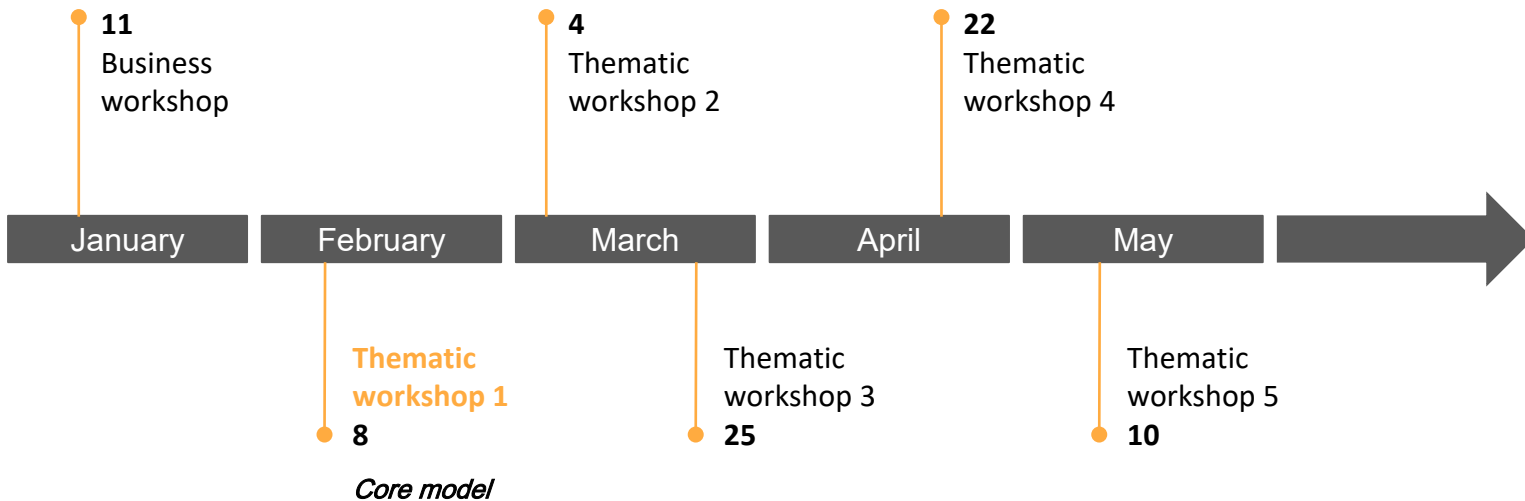 11
Business
workshop
4
Thematic
workshop 2
22
Thematic
workshop 4
January
February
March
April
May
Thematic
workshop 1
8
Core model
Thematic
workshop 3
25
Thematic
workshop 5
10